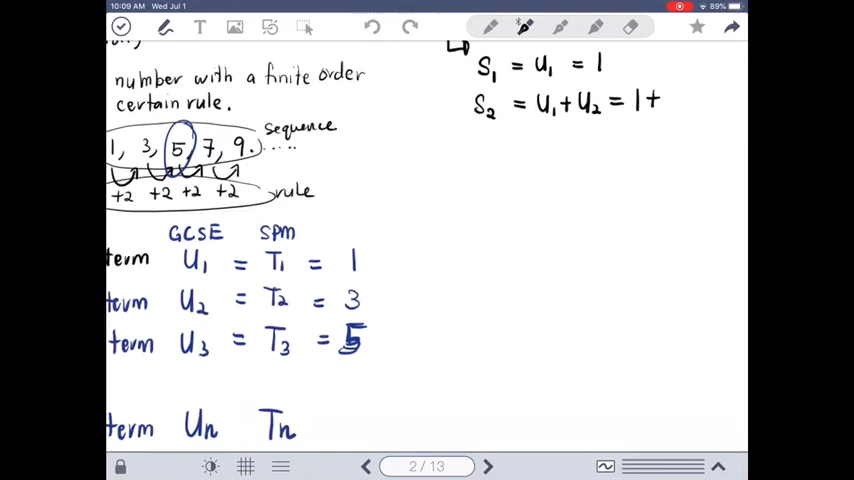 10:09 AM Wed Jul 1
89%
number with a finite order
certain rule.
1, 3, 5, 7, 9.
sequence
.....
+2 +2 +2 +2 rule
GCSE SPM
term U1 = T1 = 1
term U2 = T2 = 3
term U3 = T3 = 5
term Un Tn
S1 = U1 = 1
S2 = U1 + U2 = 1 +
2 / 13